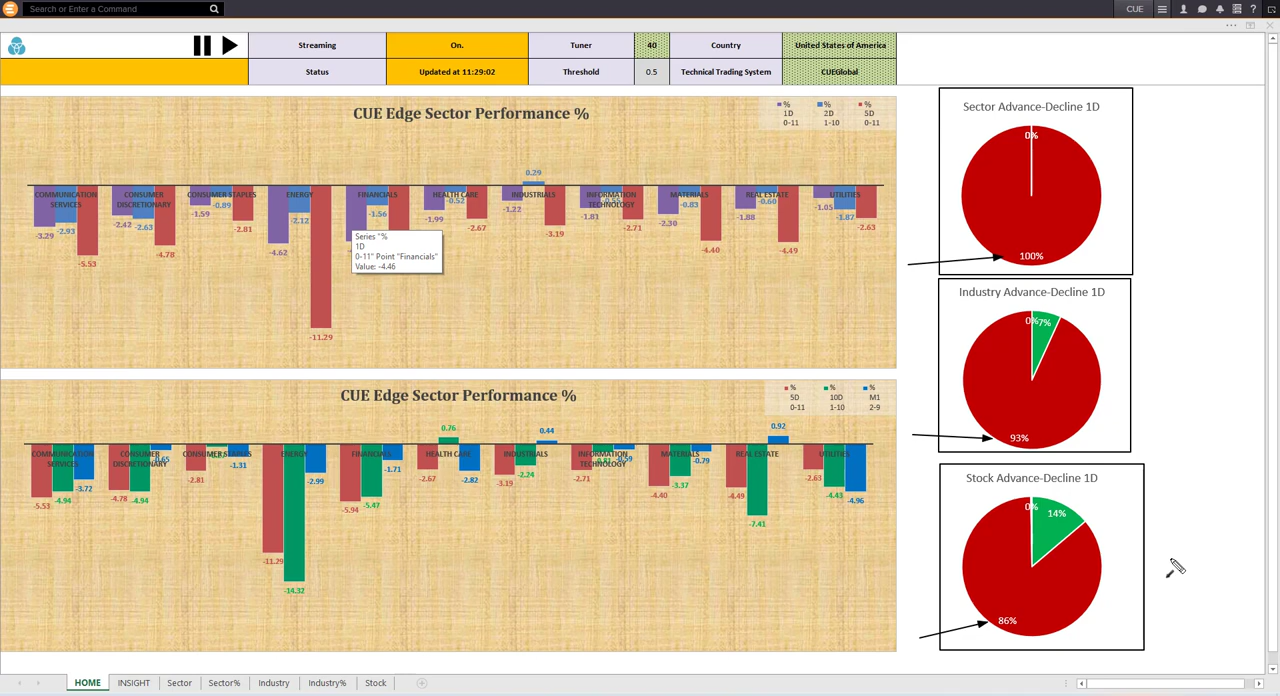 Search or Enter a Command
CUE
?
Streaming
On.
Tuner
40
Country
United States of America
Status
Updated at 11:29:02
Threshold
0.5
Technical Trading System
CUEGlobal
CUE Edge Sector Performance %
% % %
1D 2D 5D
0-11 1-10 0-11
0.29
COMMUNICATION SERVICES
CONSUMER DISCRETIONARY
CONSUMER STAPLES
ENERGY
FINANCIALS
HEALTH CARE
INDUSTRIALS
INFORMATION TECHNOLOGY
MATERIALS
REAL ESTATE
UTILITIES
-3.29 -2.93 -5.53
-2.42 -2.63 -4.78
-1.59 -0.89 -2.81
-4.62 -2.12 -11.29
-1.56
-1.99 -0.52 -2.67
-1.22 -3.19
-1.81 -2.71
-2.30 -0.83 -4.40
-1.88 -0.60 -4.49
-1.05 -1.87 -2.63
Series "%
1D
0-11" Point "Financials"
Value: -4.46
CUE Edge Sector Performance %
% % %
5D 10D M1
0-11 1-10 2-9
0.76
0.44
0.92
COMMUNICATION SERVICES
CONSUMER DISCRETIONARY
CONSUMER STAPLES
ENERGY
FINANCIALS
HEALTH CARE
INDUSTRIALS
INFORMATION TECHNOLOGY
MATERIALS
REAL ESTATE
UTILITIES
-5.53 -4.94 -3.72
-4.78 -4.94
-2.81 -1.31
-11.29 -14.32 -2.99
-5.94 -5.47 -1.71
-2.67 -2.82
-3.19 -2.24
-2.71
-4.40 -3.37 -0.79
-4.49 -7.41
-2.63 -4.43 -4.96
Sector Advance-Decline 1D
0%
100%
Industry Advance-Decline 1D
0% 7%
93%
Stock Advance-Decline 1D
0% 14%
86%
HOME INSIGHT Sector Sector% Industry Industry% Stock